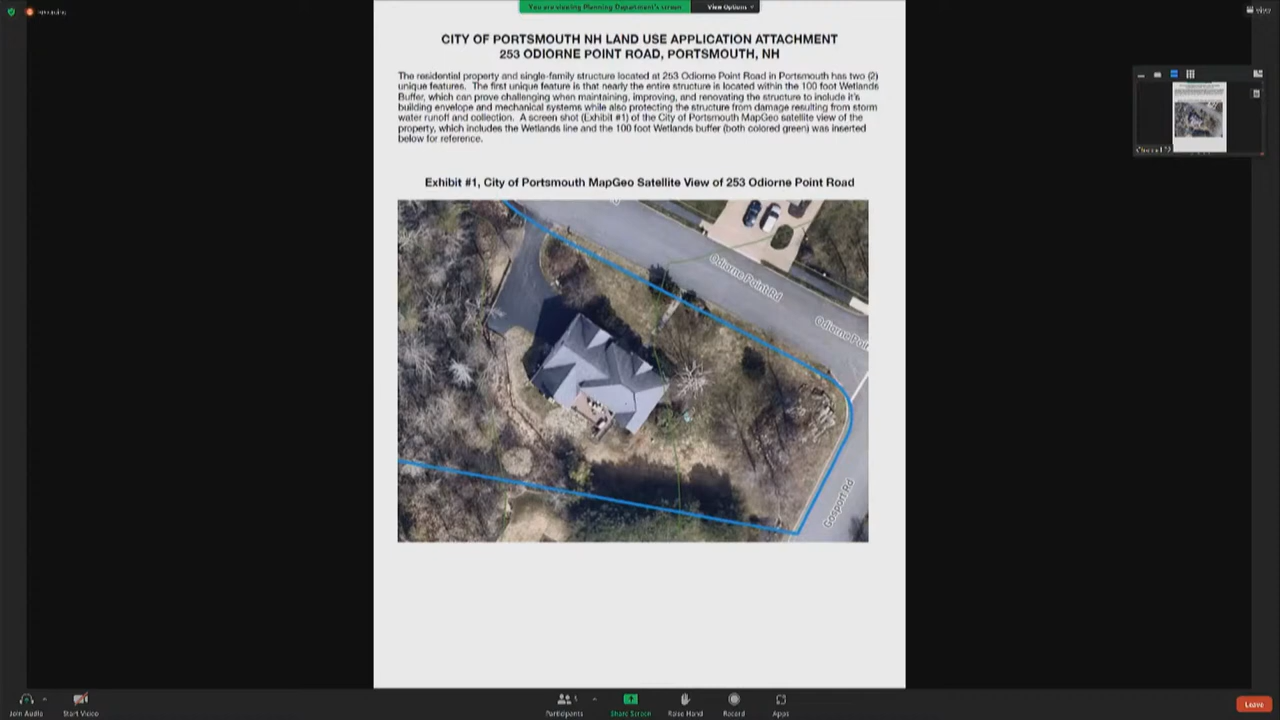 You are viewing Planning Department's screen
View Options
View
CITY OF PORTSMOUTH NH LAND USE APPLICATION ATTACHMENT
253 ODIORNE POINT ROAD, PORTSMOUTH, NH
The residential property and single-family structure located at 253 Odiorne Point Road in Portsmouth has two (2)
unique features. The first unique feature is that nearly the entire structure is located within the 100 foot Wetlands
Buffer, which can prove challenging when maintaining, improving, and renovating the structure to include it's
building envelope and mechanical systems while also protecting the structure from damage resulting from storm
water runoff and collection. A screen shot (Exhibit #1) of the City of Portsmouth MapGeo satellite view of the
property, which includes the Wetlands line and the 100 foot Wetlands buffer (both colored green) was inserted
below for reference.
Exhibit #1, City of Portsmouth MapGeo Satellite View of 253 Odiorne Point Road
Odiorne Point Rd
Odiorne Poin
Gosport Rd
Join Audio
Start Video
Participants
Share Screen
Raise Hand
Record
Apps
Leave